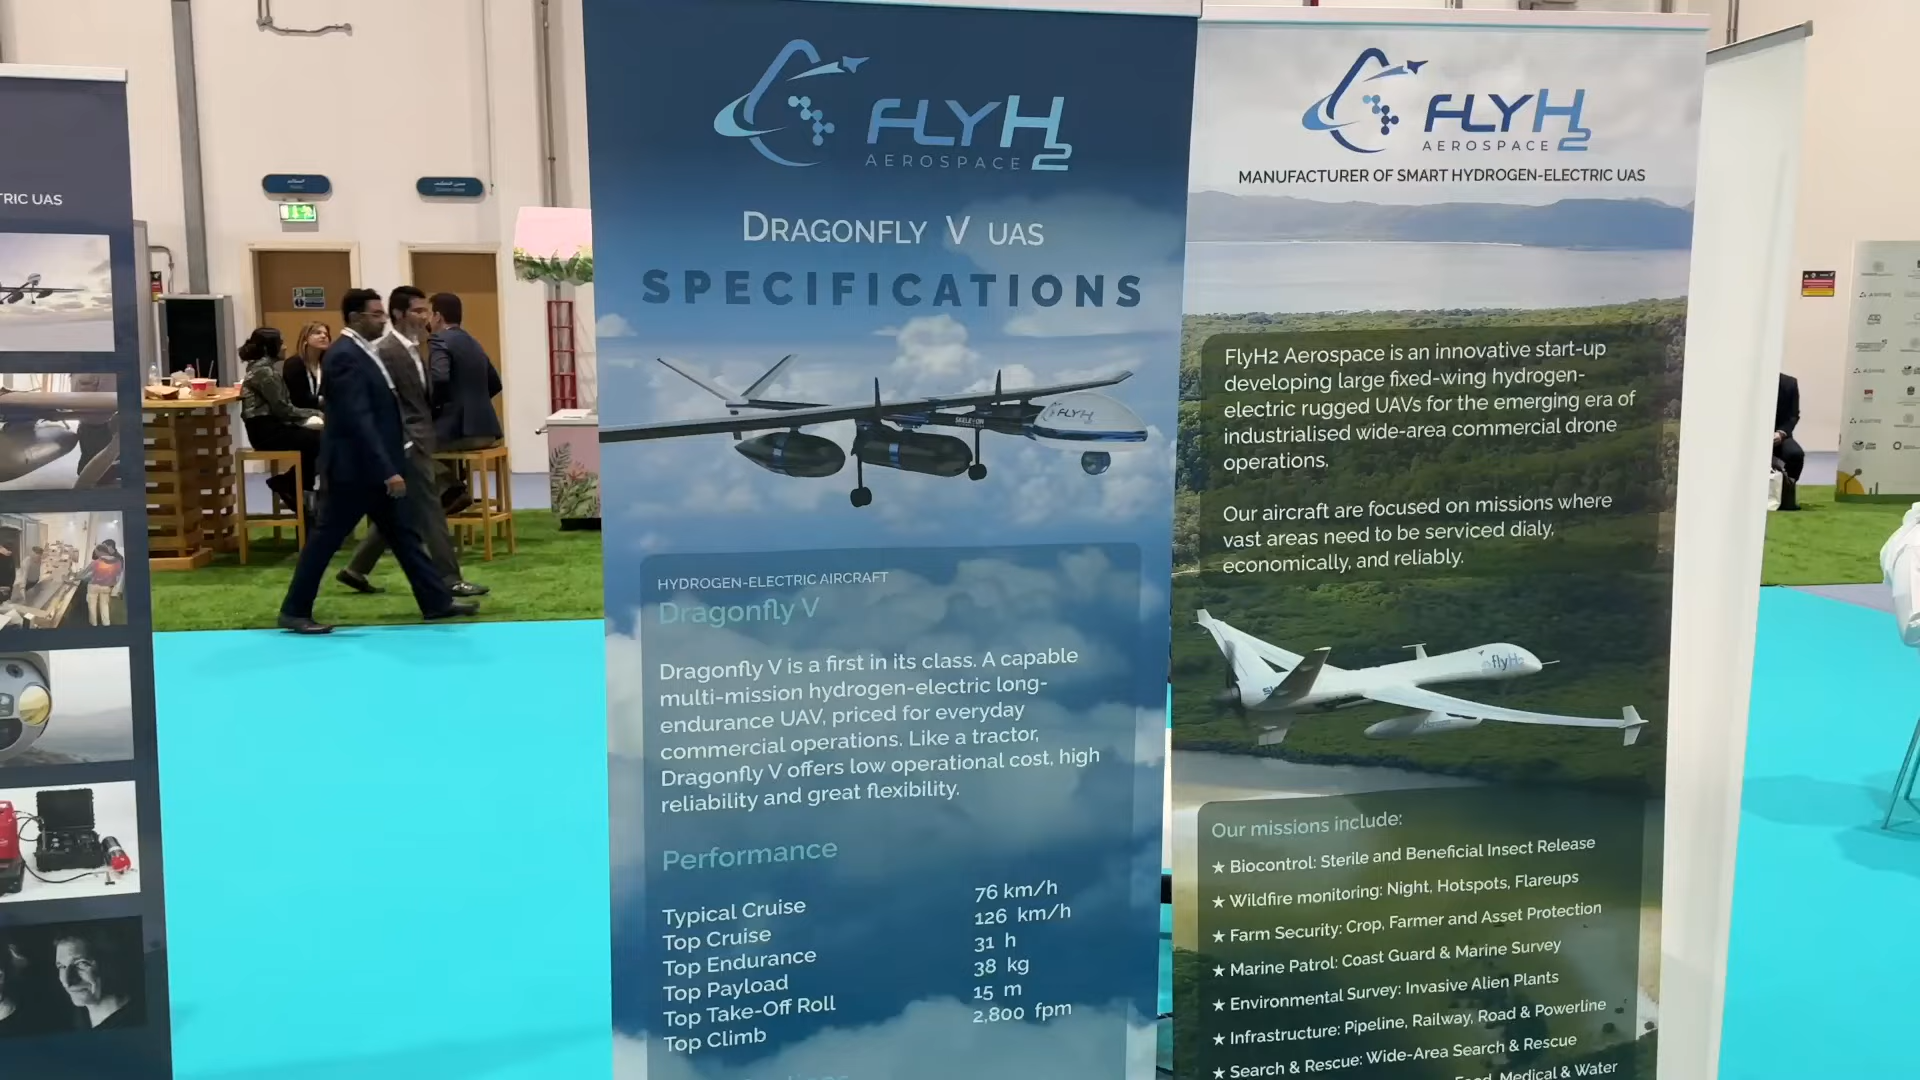 TRIC UAS
FLYH2
AEROSPACE
DRAGONFLY V UAS
SPECIFICATIONS
FLYH
SKELETON
HYDROGEN-ELECTRIC AIRCRAFT
Dragonfly V
Dragonfly V is a first in its class. A capable
multi-mission hydrogen-electric long-
endurance UAV, priced for everyday
commercial operations. Like a tractor,
Dragonfly V offers low operational cost, high
reliability and great flexibility.
Performance
Typical Cruise 76 km/h
Top Cruise 126 km/h
Top Endurance 31 h
Top Payload 38 kg
Top Take-Off Roll 15 m
Top Climb 2,800 fpm
FLYH2
AEROSPACE
MANUFACTURER OF SMART HYDROGEN-ELECTRIC UAS
FlyH2 Aerospace is an innovative start-up
developing large fixed-wing hydrogen-
electric rugged UAVs for the emerging era of
industrialised wide-area commercial drone
operations.
Our aircraft are focused on missions where
vast areas need to be serviced dialy,
economically, and reliably.
flyH2
Our missions include:
★ Biocontrol: Sterile and Beneficial Insect Release
★ Wildfire monitoring: Night, Hotspots, Flareups
★ Farm Security: Crop, Farmer and Asset Protection
★ Marine Patrol: Coast Guard & Marine Survey
★ Environmental Survey: Invasive Alien Plants
★ Infrastructure: Pipeline, Railway, Road & Powerline
★ Search & Rescue: Wide-Area Search & Rescue
Food, Medical & Water